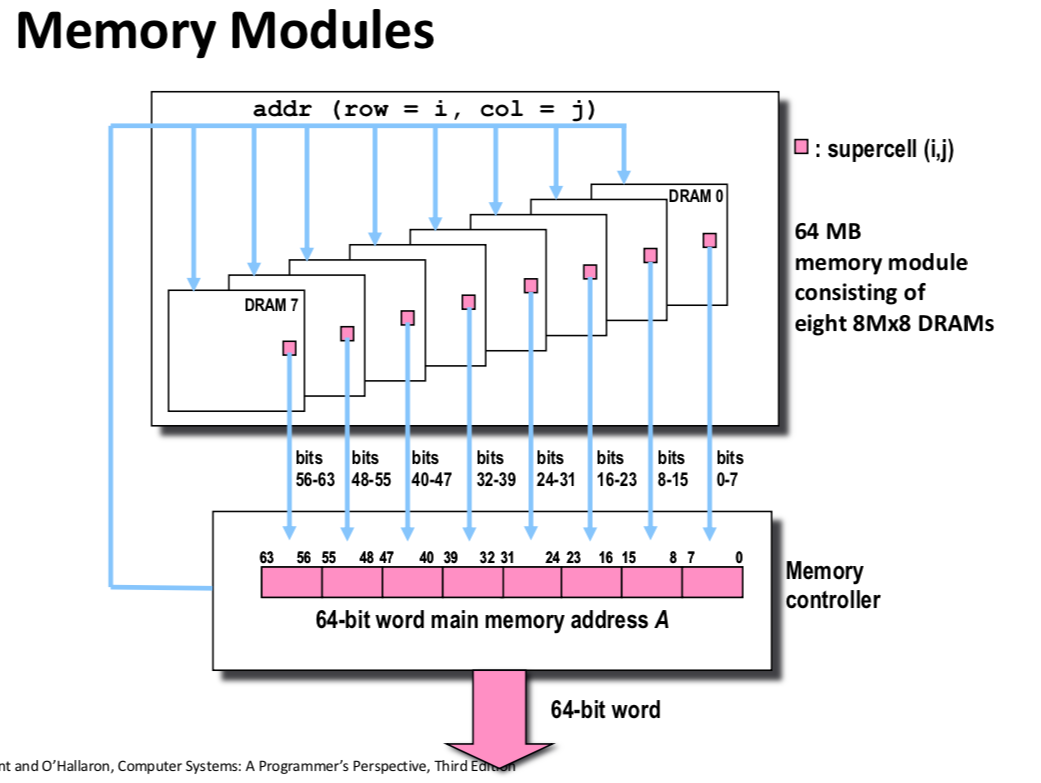 Memory Modules
addr (row = i, col = j)
: supercell (i,j)
DRAM 0
64 MB
memory module
consisting of
eight 8Mx8 DRAMs
DRAM 7
bits
56-63
bits
48-55
bits
40-47
bits
32-39
bits
24-31
bits
16-23
bits
8-15
bits
0-7
63 56 55 48 47 40 39 32 31 24 23 16 15 8 7 0
Memory
controller
64-bit word main memory address A
64-bit word
nt and O'Hallaron, Computer Systems: A Programmer's Perspective, Third Edition